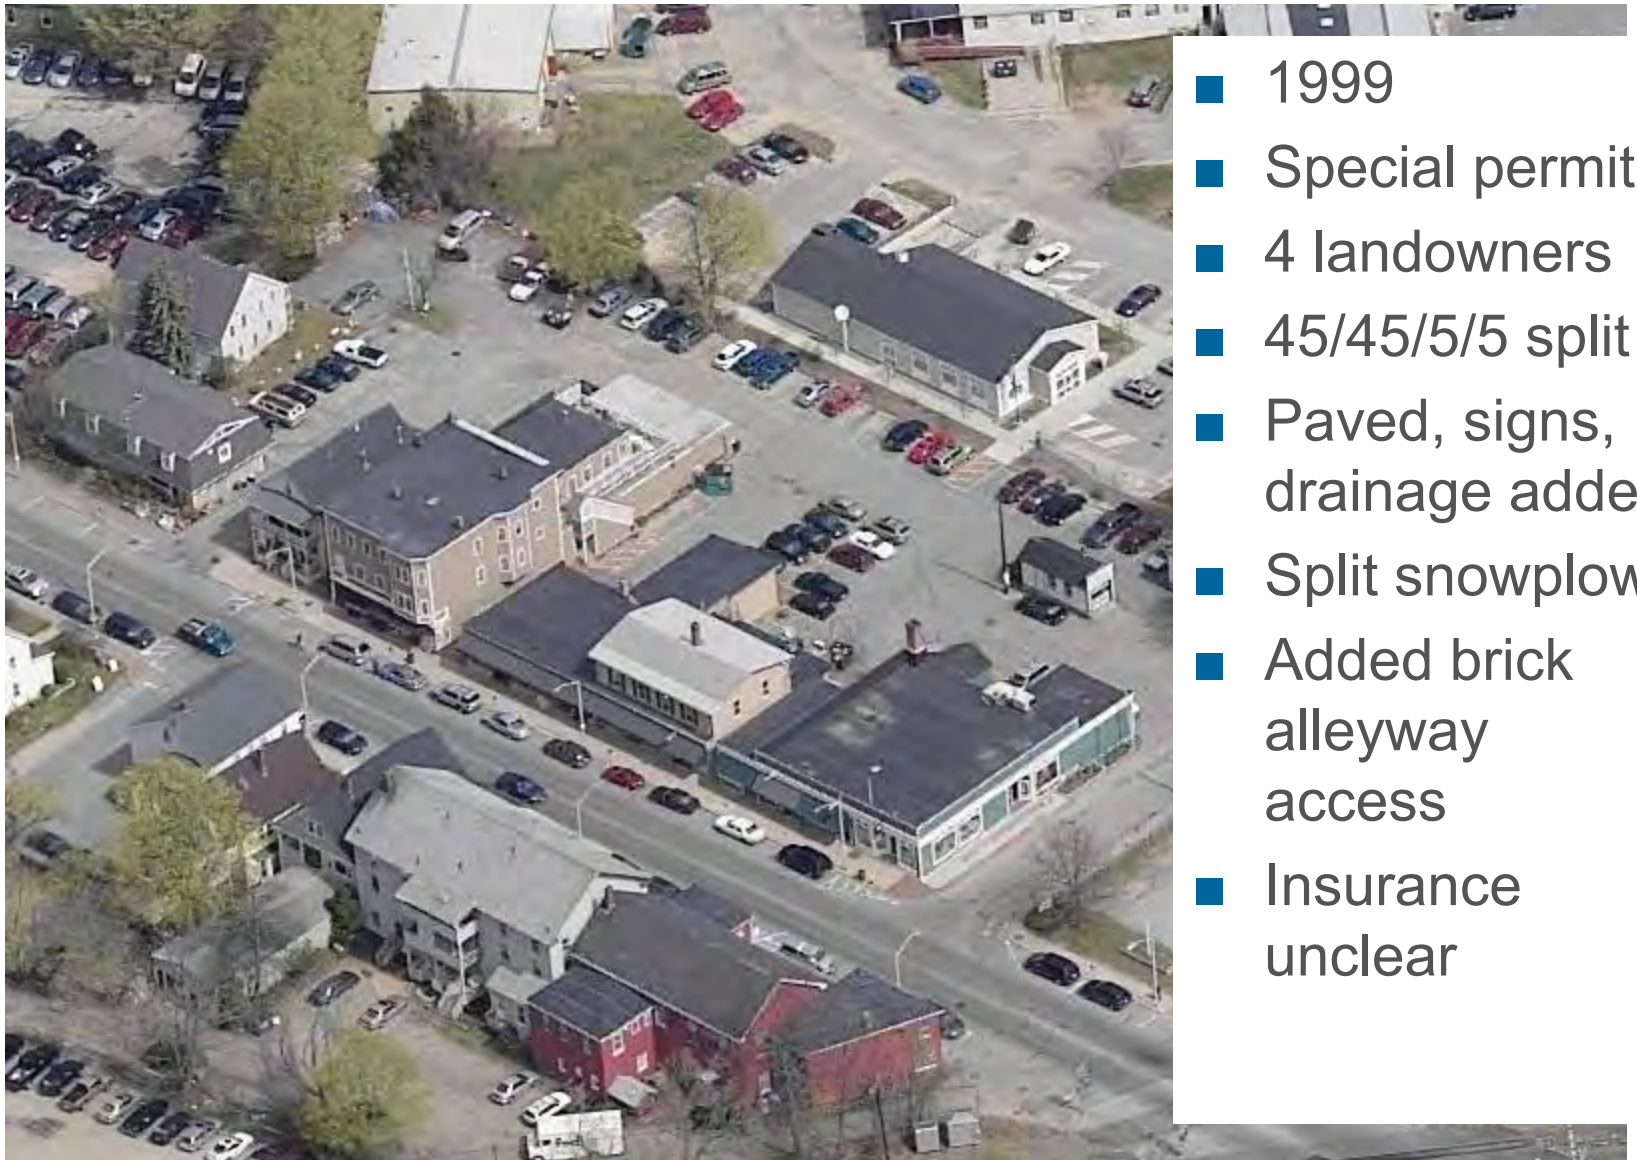 1999
Special permit
4 landowners
45/45/5/5 split
Paved, signs,
drainage adde
Split snowplow
Added brick
alleyway
access
Insurance
unclear